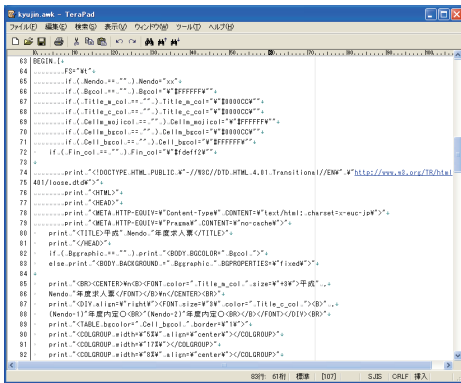 kyujin.awk - TeraPad
ファイル(F) 編集(E) 検索(S) 表示(V) ウィンドウ(W) ツール(T) ヘルプ(H)
63 BEGIN.{
64 FS="¥t"
65 if(.Nendo.==."".).Nendo="xx"
66 if(.Bgcol.==."".).Bgcol="¥"#FFFFFF¥""
67 if(.Title_m_col.==."".).Title_m_col="¥"#0000CC¥""
68 if(.Title_c_col.==."".).Title_c_col="¥"#0000CC¥""
69 if(.Cellm_mojicol.==."".).Cellm_mojicol="¥"#FFFFFF¥""
70 if(.Cellm_bgcol.==."".).Cellm_bgcol="¥"#0000CC¥""
71 if(.Cell_bgcol.==."".).Cell_bgcol="¥"#FFFFFF¥""
72 if.(.Fin_col.==."".).Fin_col="¥"#fdeff2¥""
73
74 print."<!DOCTYPE.HTML.PUBLIC.¥"-//W3C//DTD.HTML.4.01.Transitional//EN¥".¥"http://www.w3.org/TR/html
75 401/loose.dtd¥">"
76 print."<HTML>"
77 print."<HEAD>"
78 print."<META.HTTP-EQUIV=¥"Content-Type¥".CONTENT=¥"text/html;.charset=x-euc-jp¥">"
79 print."<META.HTTP-EQUIV=¥"Pragma¥".CONTENT=¥"no-cache¥">"
80 print."<TITLE>平成".Nendo."年度求人票</TITLE>"
81 print."</HEAD>"
82 if.(.Bggraphic.==."".).print."<BODY.BGCOLOR=".Bgcol.">"
83 else.print."<BODY.BACKGROUND.=".Bggraphic.".BGPROPERTIES=¥"fixed¥">"
84
85 print."<BR><CENTER>¥n<B><FONT.color=".Title_m_col.".size=¥"+3¥">平成".,
86 Nendo."年度求人票</FONT></B>¥n</CENTER><BR>"
87 print."<DIV.align=¥"right¥"><FONT.size=¥"3¥".color=".Title_c_col."><B>".,
88 (Nendo-1)"年度内定○<BR>"(Nendo-2)"年度内定○<BR></B></FONT></DIV><BR>"
89 print."<TABLE.bgcolor=".Cell_bgcol.".border=¥"1¥">"
90 print."<COLGROUP.width=¥"5%¥".align=¥"center¥"></COLGROUP>"
91 print."<COLGROUP.width=¥"17%¥"></COLGROUP>"
92 print."<COLGROUP.width=¥"8%¥".align=¥"center¥"></COLGROUP>"
83行: 61桁 標準 [107] SJIS CRLF 挿入